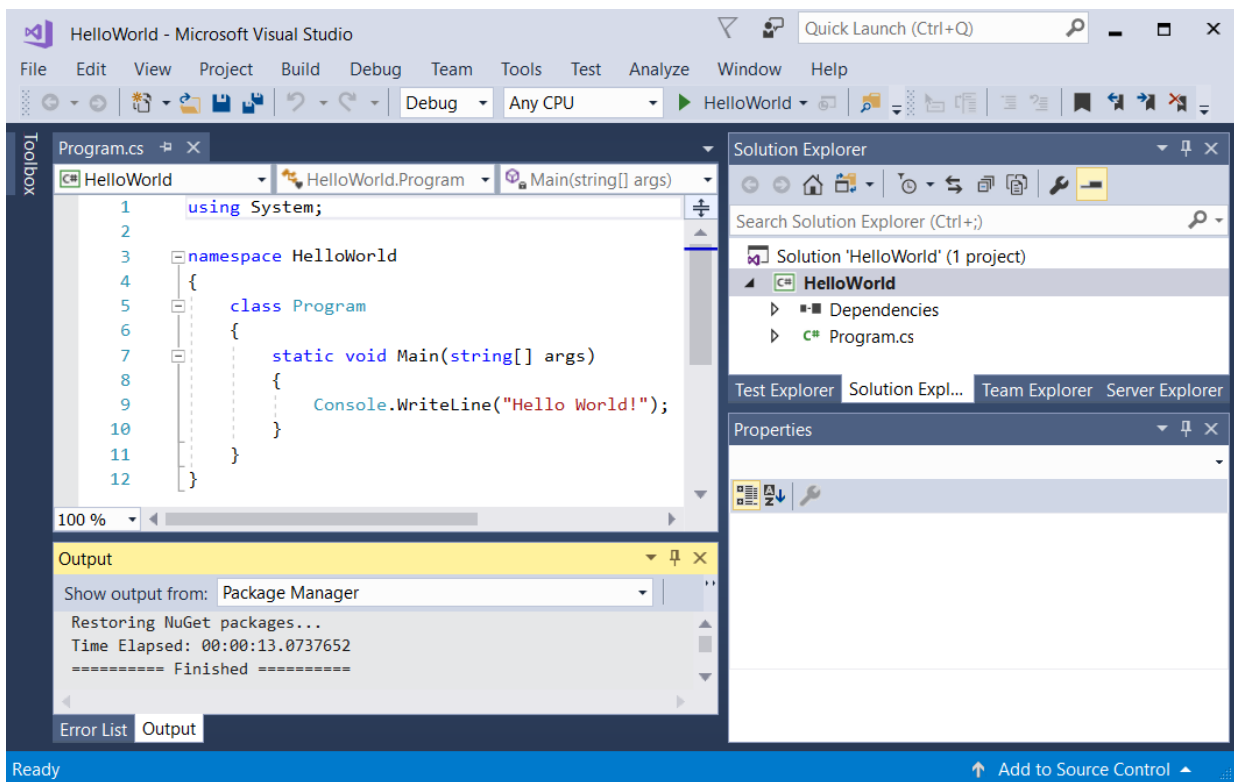 HelloWorld - Microsoft Visual Studio
Quick Launch (Ctrl+Q)
File Edit View Project Build Debug Team Tools Test Analyze Window Help
Debug Any CPU HelloWorld
Toolbox
Program.cs
HelloWorld HelloWorld.Program Main(string[] args)
1 using System;
2
3 namespace HelloWorld
4 {
5 class Program
6 {
7 static void Main(string[] args)
8 {
9 Console.WriteLine("Hello World!");
10 }
11 }
12 }
100 %
Output
Show output from: Package Manager
Restoring NuGet packages...
Time Elapsed: 00:00:13.0737652
========== Finished ==========
Error List Output
Solution Explorer
Search Solution Explorer (Ctrl+;)
Solution 'HelloWorld' (1 project)
C# HelloWorld
Dependencies
C# Program.cs
Test Explorer Solution Expl... Team Explorer Server Explorer
Properties
Ready
Add to Source Control